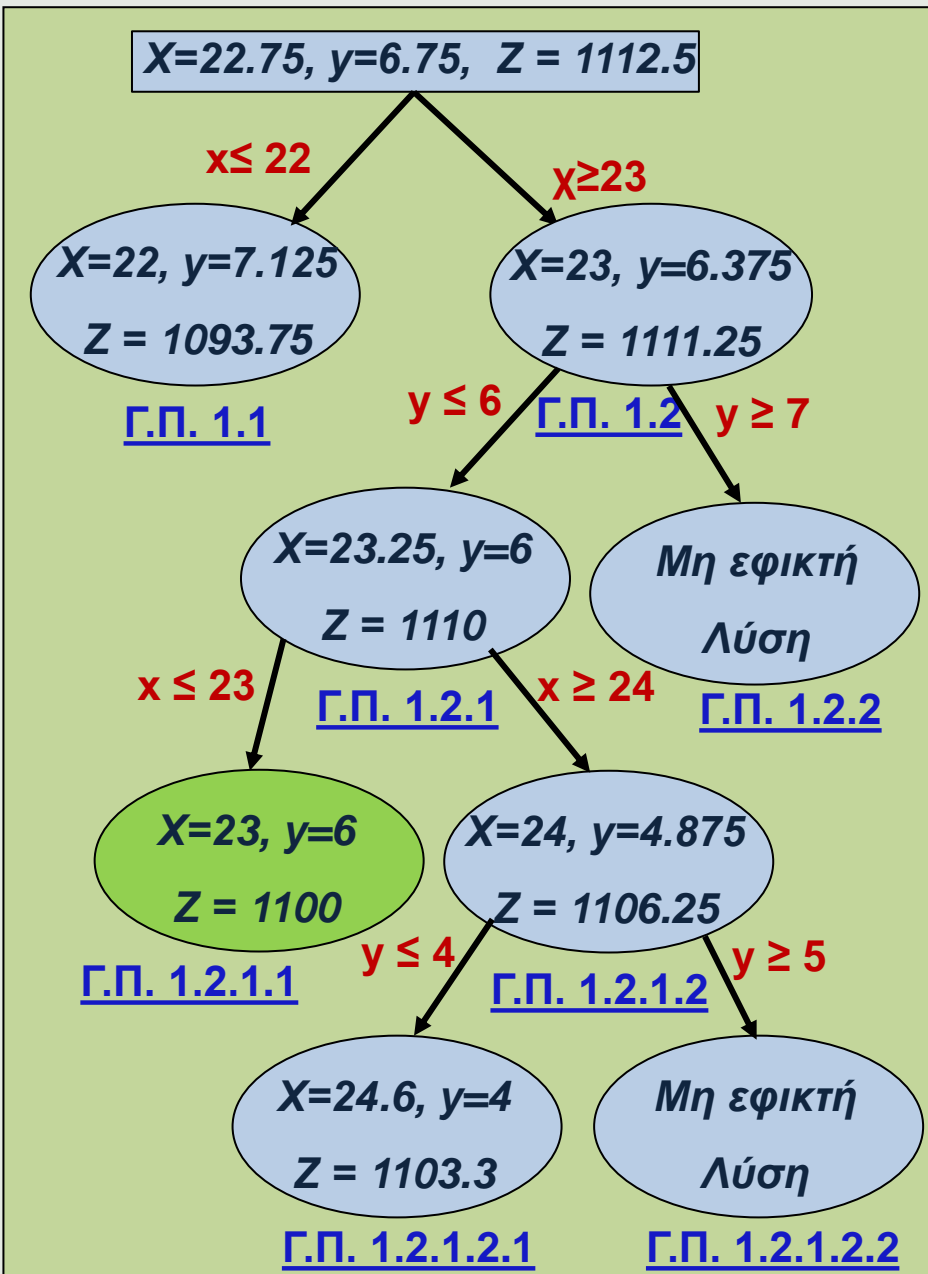 X=22.75, y=6.75, Z = 1112.5
x≤ 22
χ≥23
X=22, y=7.125
Z = 1093.75
Γ.Π. 1.1
X=23, y=6.375
Z = 1111.25
Γ.Π. 1.2
y ≤ 6
y ≥ 7
X=23.25, y=6
Z = 1110
Γ.Π. 1.2.1
Μη εφικτή
Λύση
Γ.Π. 1.2.2
x ≤ 23
x ≥ 24
X=23, y=6
Z = 1100
Γ.Π. 1.2.1.1
X=24, y=4.875
Z = 1106.25
Γ.Π. 1.2.1.2
y ≤ 4
y ≥ 5
X=24.6, y=4
Z = 1103.3
Γ.Π. 1.2.1.2.1
Μη εφικτή
Λύση
Γ.Π. 1.2.1.2.2